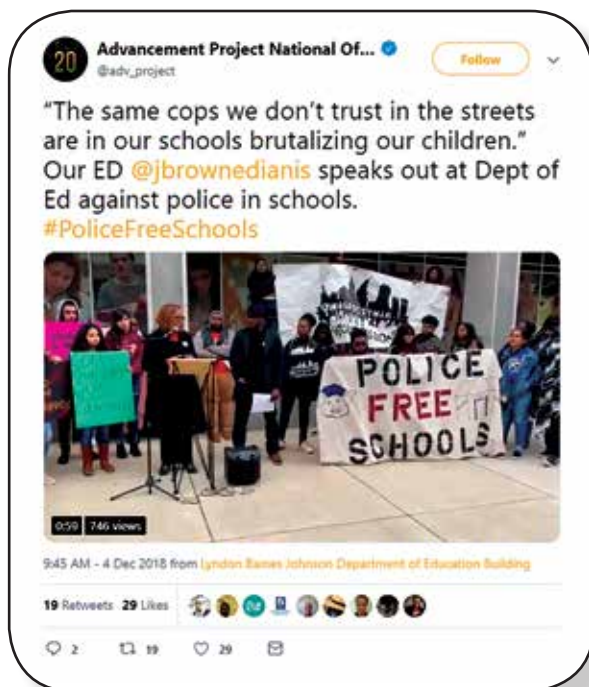 20
Advancement Project National Of...
Follow
@adv_project
“The same cops we don’t trust in the streets
are in our schools brutalizing our children.”
Our ED @jbrownedianis speaks out at Dept of
Ed against police in schools.
#PoliceFreeSchools
POLICE
FREE
SCHOOLS
0:59 746 views
9:45 AM - 4 Dec 2018 from Lyndon Baines Johnson Department of Education Building
19 Retweets 29 Likes
2 19 29